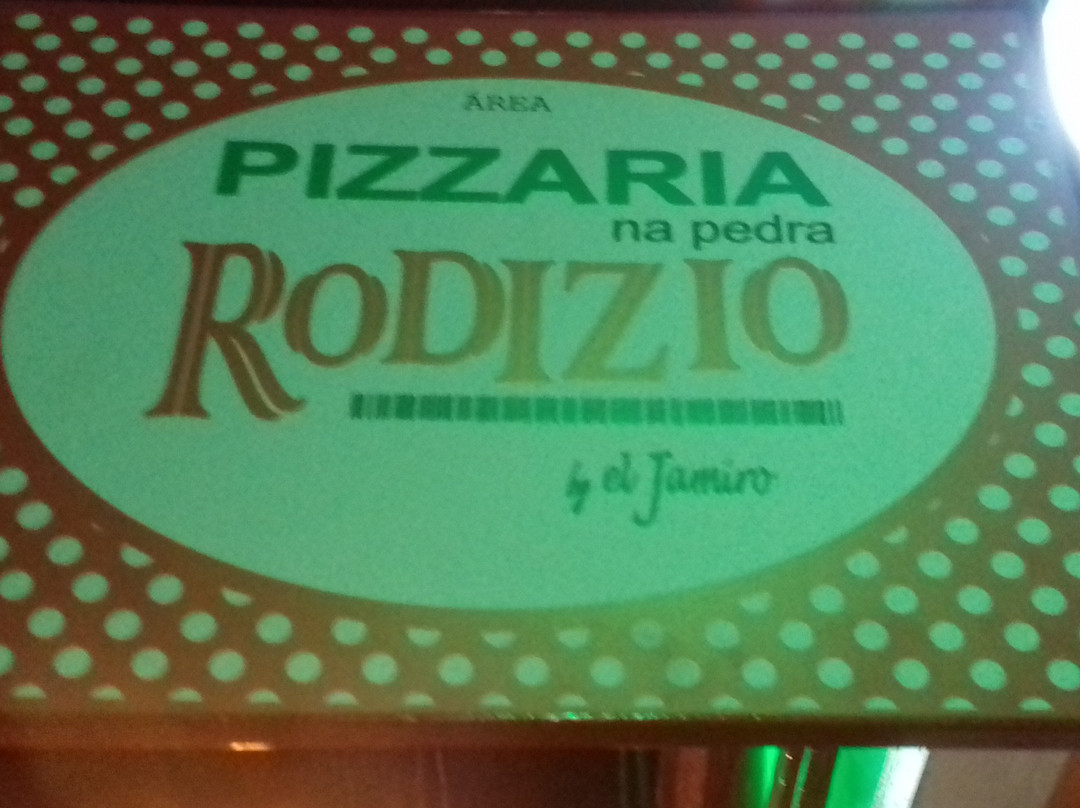 ÁREA
PIZZARIA
na pedra
RODIZIO
by el Jamiro